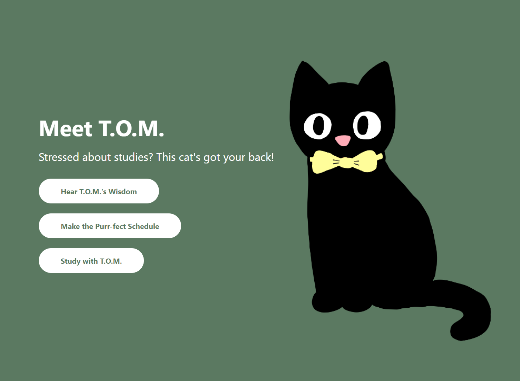 Meet T.O.M.
Stressed about studies? This cat's got your back!
Hear T.O.M.'s Wisdom
Make the Purr-fect Schedule
Study with T.O.M.